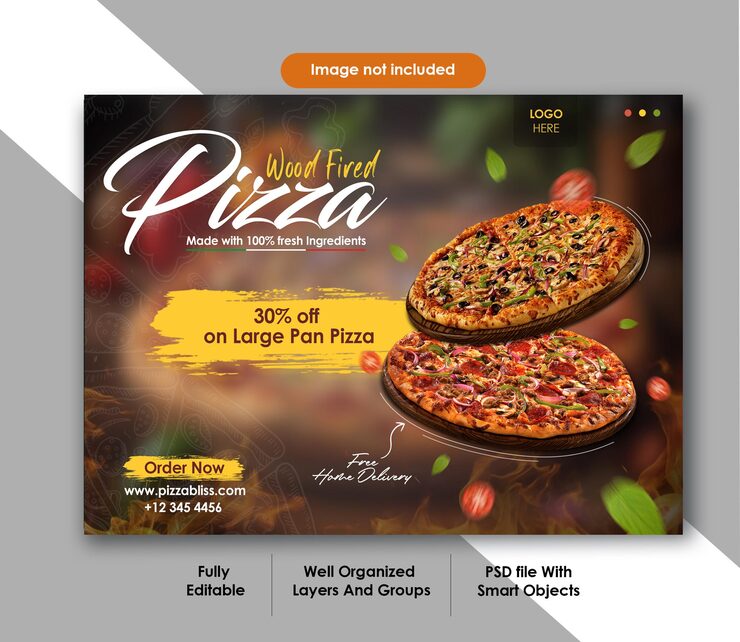 Image not included
LOGO
HERE
Wood Fired
Pizza
Made with 100% fresh Ingredients
30% off
on Large Pan Pizza
Free
Home Delivery
Order Now
www.pizzabliss.com
+12 345 4456
Fully
Editable
Well Organized
Layers And Groups
PSD file With
Smart Objects